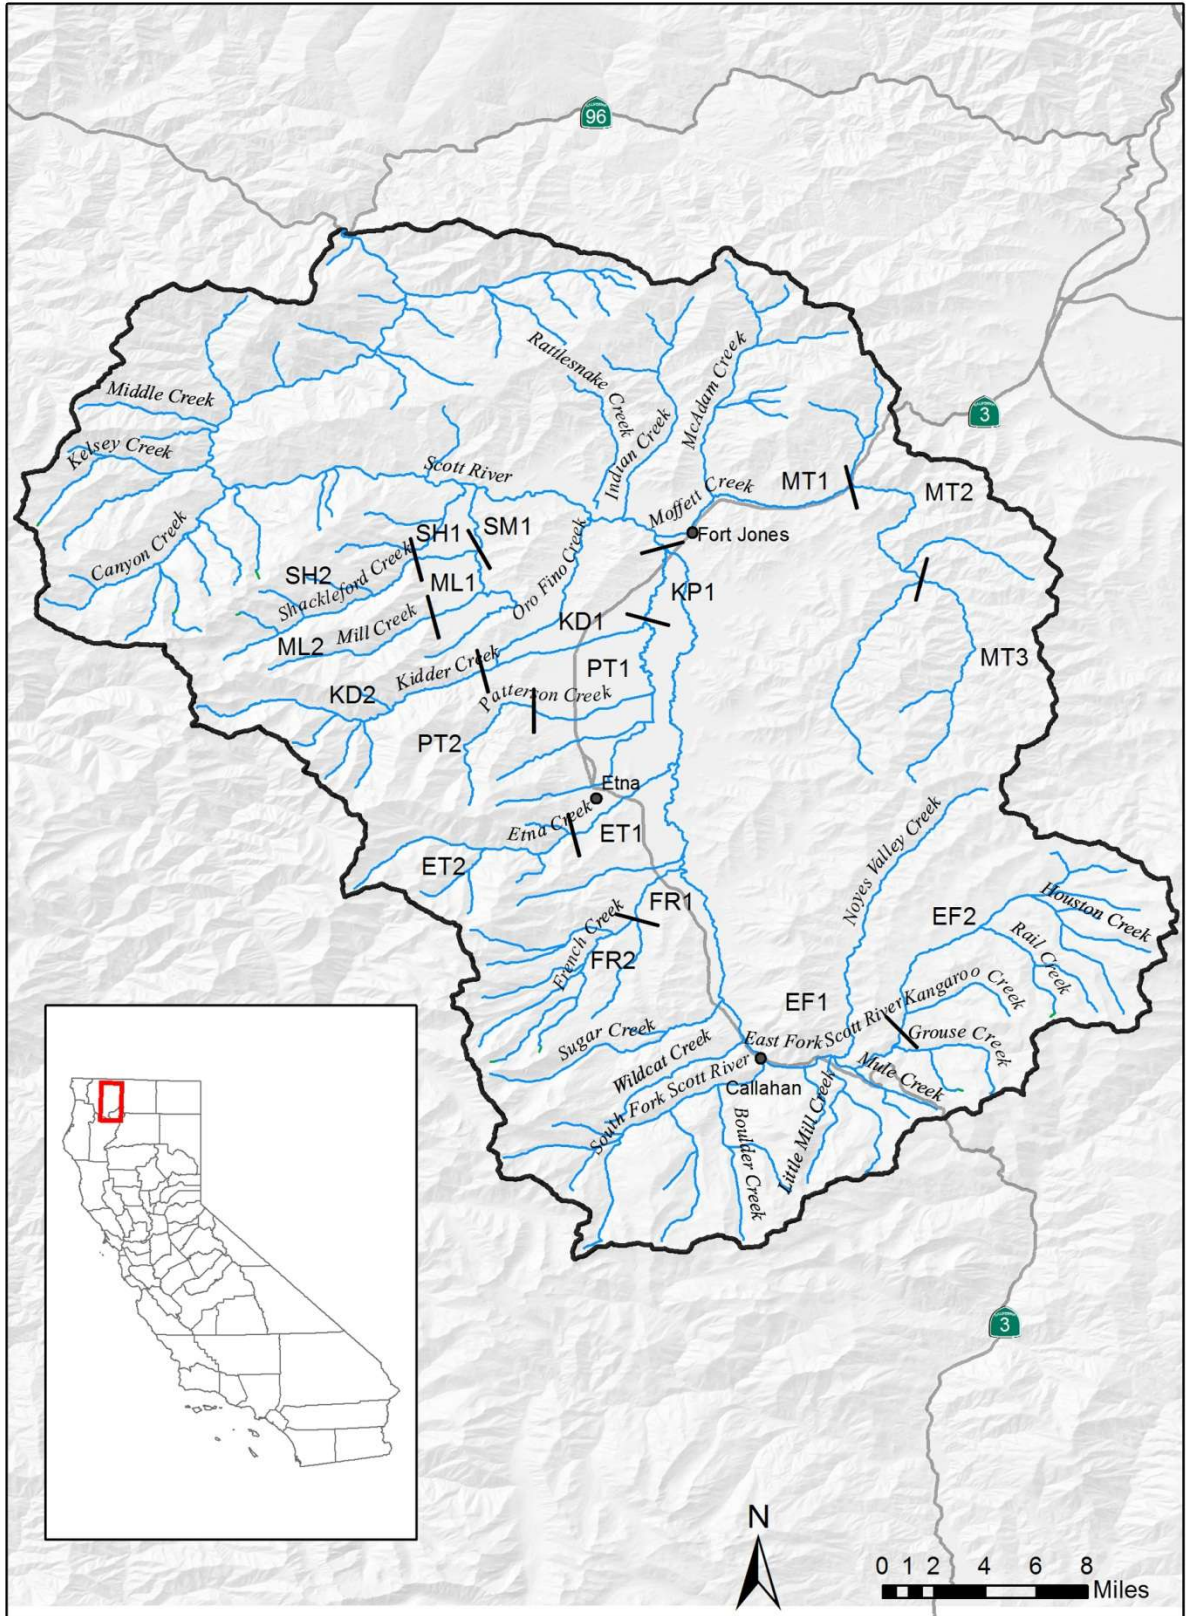 CALIFORNIA
96
CALIFORNIA
3
Rattlesnake Creek
McAdam Creek
Middle Creek
Indian Creek
Kelsey Creek
Scott River
Moffett Creek
MT1
MT2
SH1
SM1
Fort Jones
Canyon Creek
SH2
Shackleford Creek
ML1
Oro Fino Creek
KP1
KD1
ML2
Mill Creek
MT3
PT1
Kidder Creek
KD2
Patterson Creek
PT2
Etna
Etna Creek
ET1
ET2
Noyes Valley Creek
Houston Creek
FR1
EF2
French Creek
Rail Creek
FR2
Kangaroo Creek
EF1
Sugar Creek
East Fork Scott River
Grouse Creek
Wildcat Creek
Mule Creek
South Fork Scott River
Callahan
Little Mill Creek
Boulder Creek
CALIFORNIA
3
N
0 1 2 4 6 8
Miles